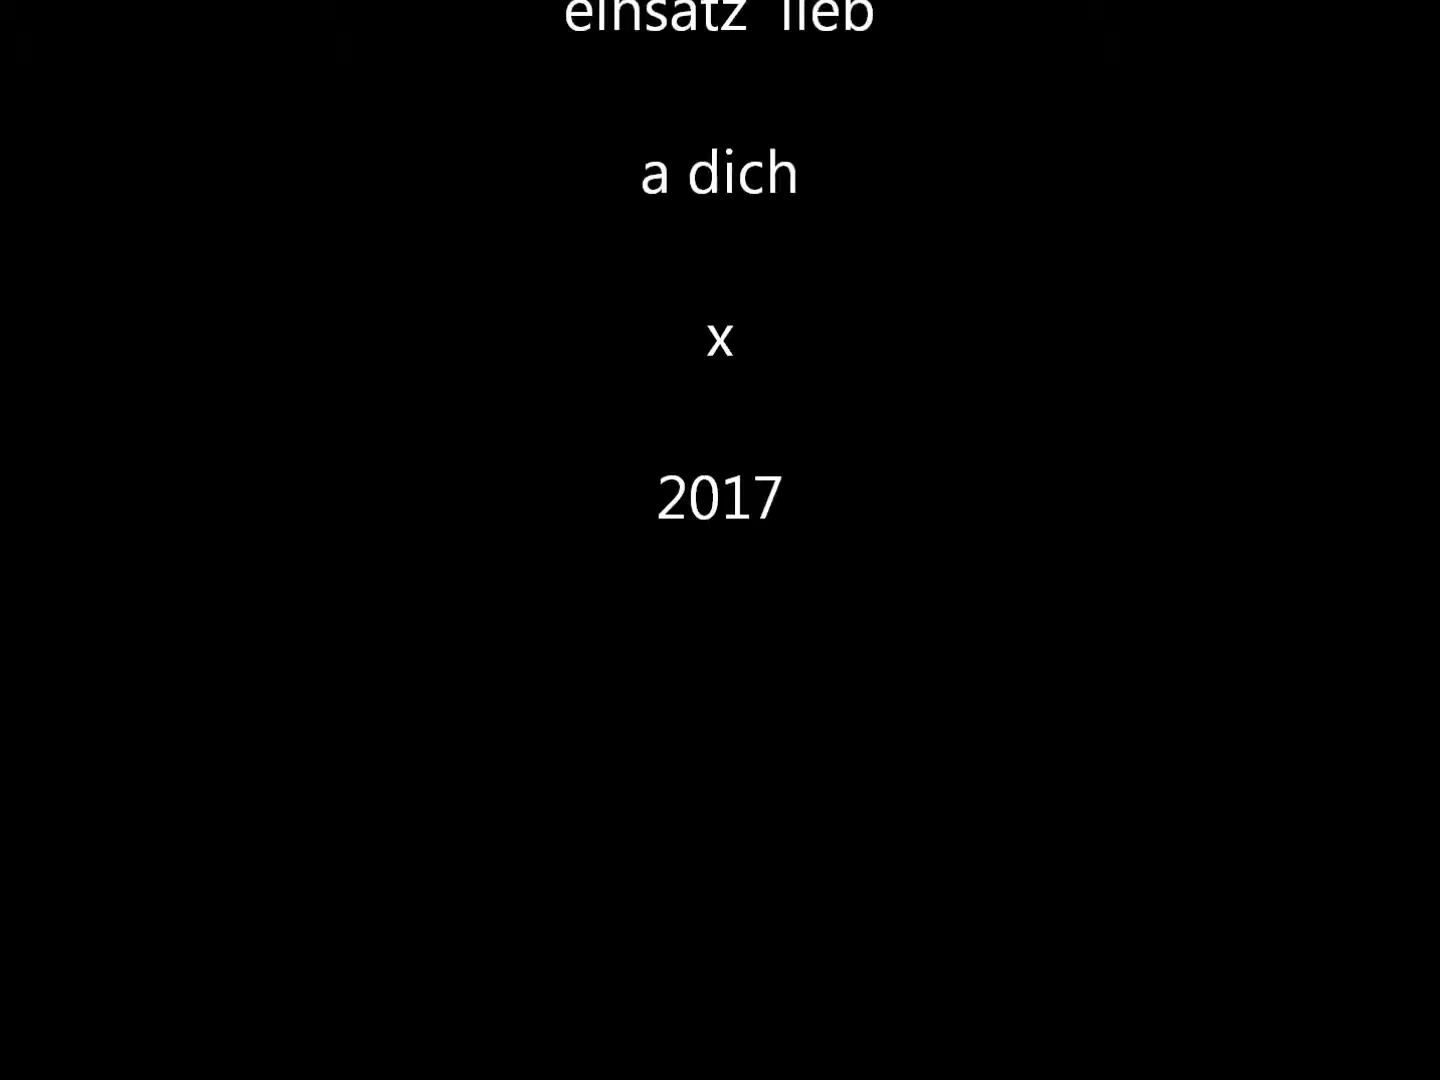 einsatz lieb
a dich
x
2017